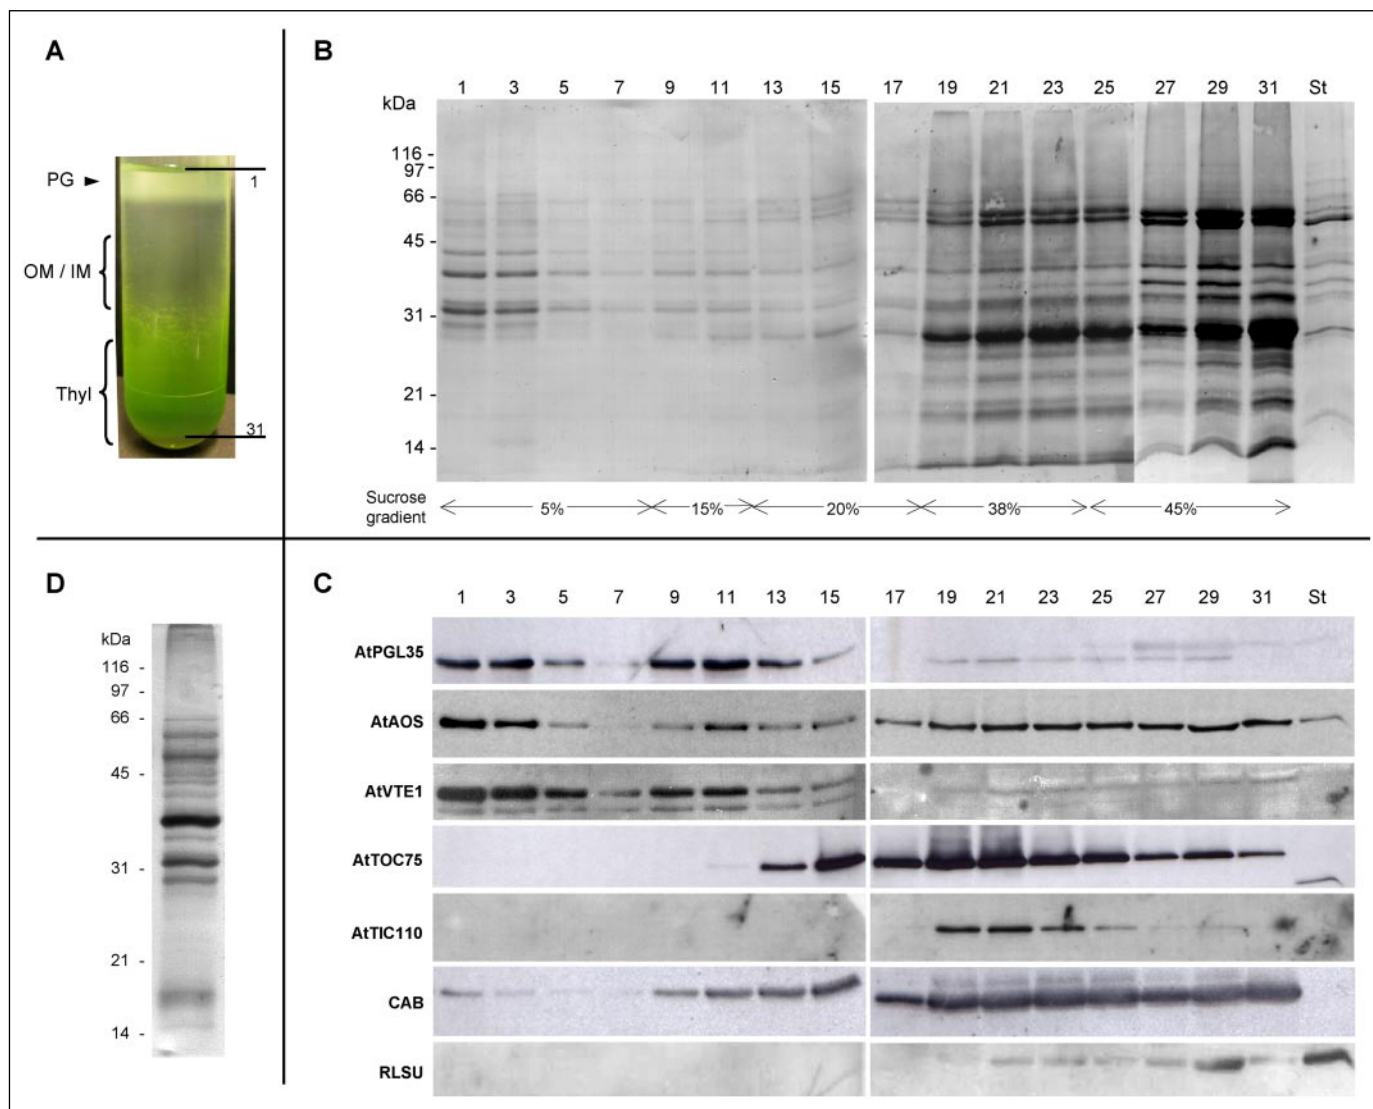 A
PG
1
OM / IM
Thyl
31
B
kDa
1 3 5 7 9 11 13 15 17 19 21 23 25 27 29 31 St
116 -
97 -
66 -
45 -
31 -
21 -
14 -
Sucrose
gradient
5% 15% 20% 38% 45%
D
kDa
116 -
97 -
66 -
45 -
31 -
21 -
14 -
C
1 3 5 7 9 11 13 15 17 19 21 23 25 27 29 31 St
AtPGL35
AtAOS
AtVTE1
AtTOC75
AtTIC110
CAB
RLSU